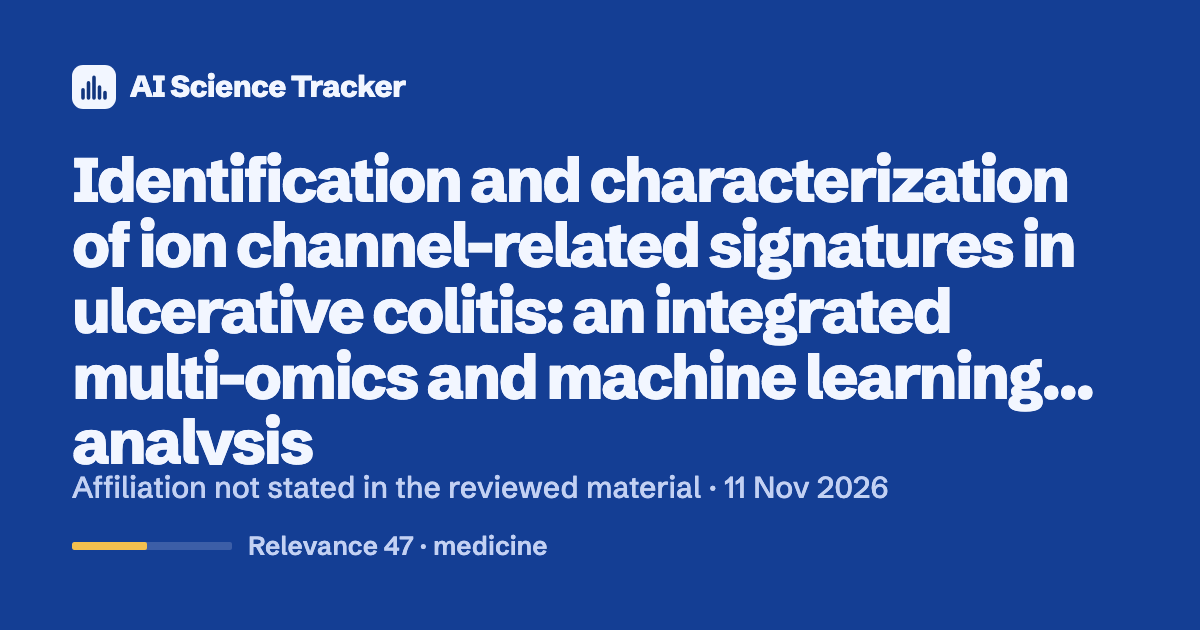 AI Science Tracker
Identification and characterization
of ion channel-related signatures in
ulcerative colitis: an integrated
multi-omics and machine learning...
analysis
Affiliation not stated in the reviewed material · 11 Nov 2026
Relevance 47 · medicine